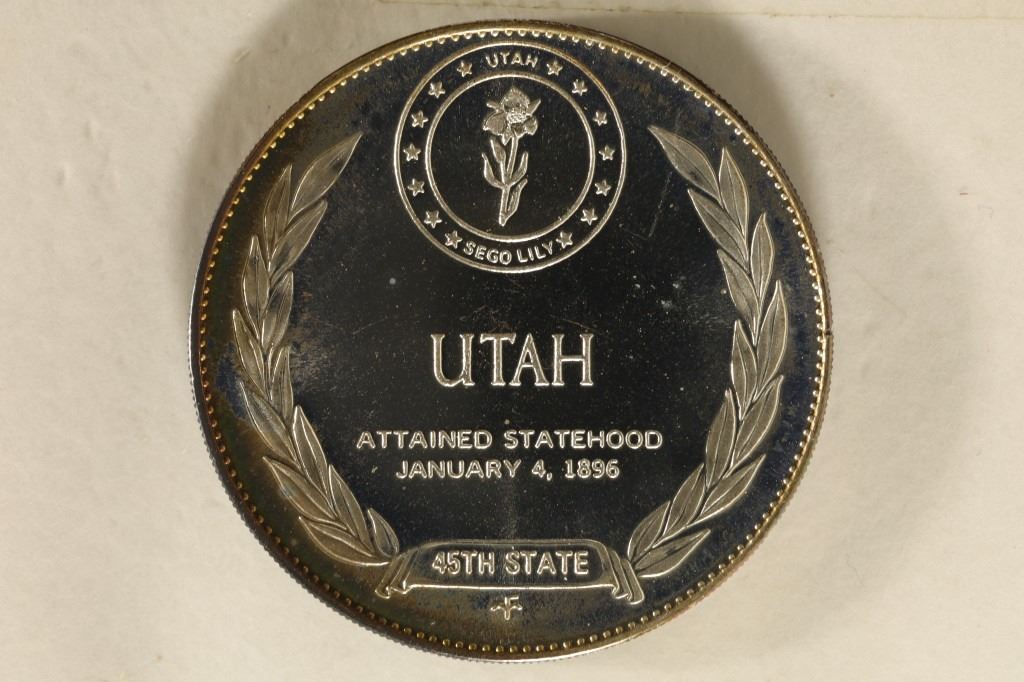 UTAH
SEGO LILY
UTAH
ATTAINED STATEHOOD
JANUARY 4, 1896
45TH STATE
F